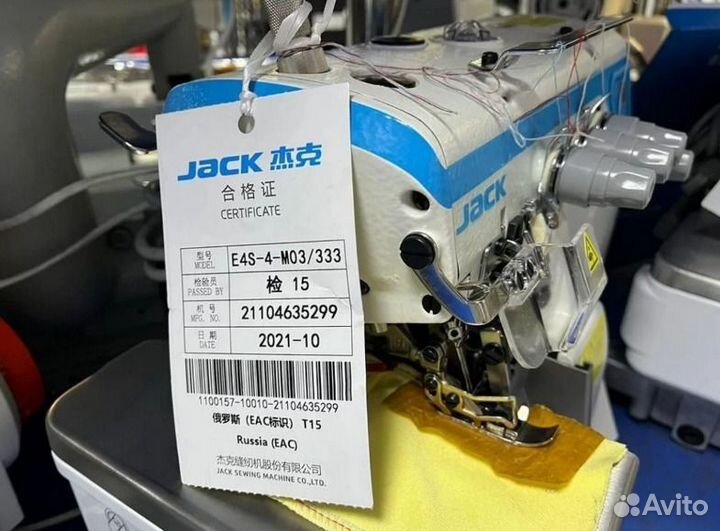 JACK 杰克
合格证
CERTIFICATE
型号 MODEL E4S-4-M03/333
检验员 PASSED BY 检 15
机号 MFG. NO. 21104635299
日期 DATE 2021-10
1100157-10010-21104635299
俄罗斯 (EAC标识) T15
Russia (EAC)
杰克缝纫机股份有限公司
JACK SEWING MACHINE CO.,LTD.
JACK
Avito